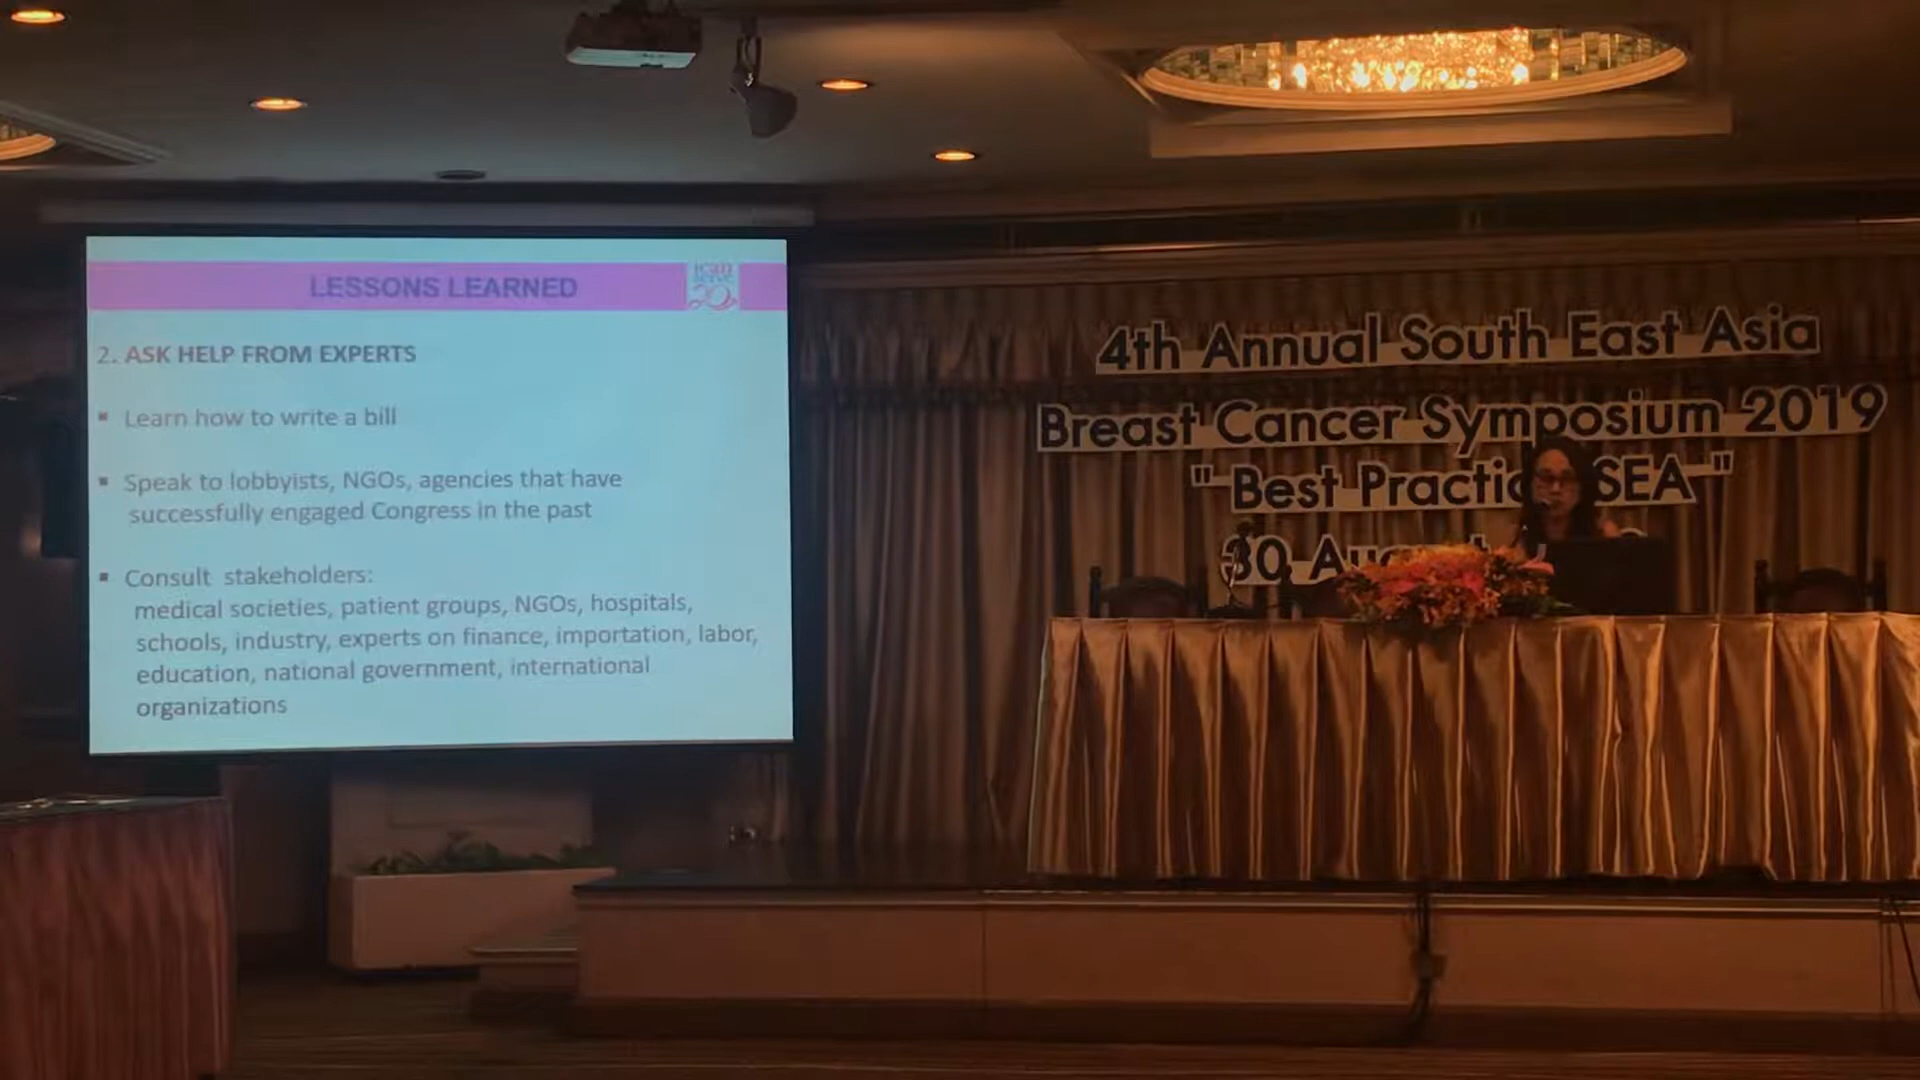 LESSONS LEARNED
ican
serve
20
2. ASK HELP FROM EXPERTS
▪ Learn how to write a bill
▪ Speak to lobbyists, NGOs, agencies that have
successfully engaged Congress in the past
▪ Consult stakeholders:
medical societies, patient groups, NGOs, hospitals,
schools, industry, experts on finance, importation, labor,
education, national government, international
organizations
4th Annual South East Asia
Breast Cancer Symposium 2019
" Best SEA "
30